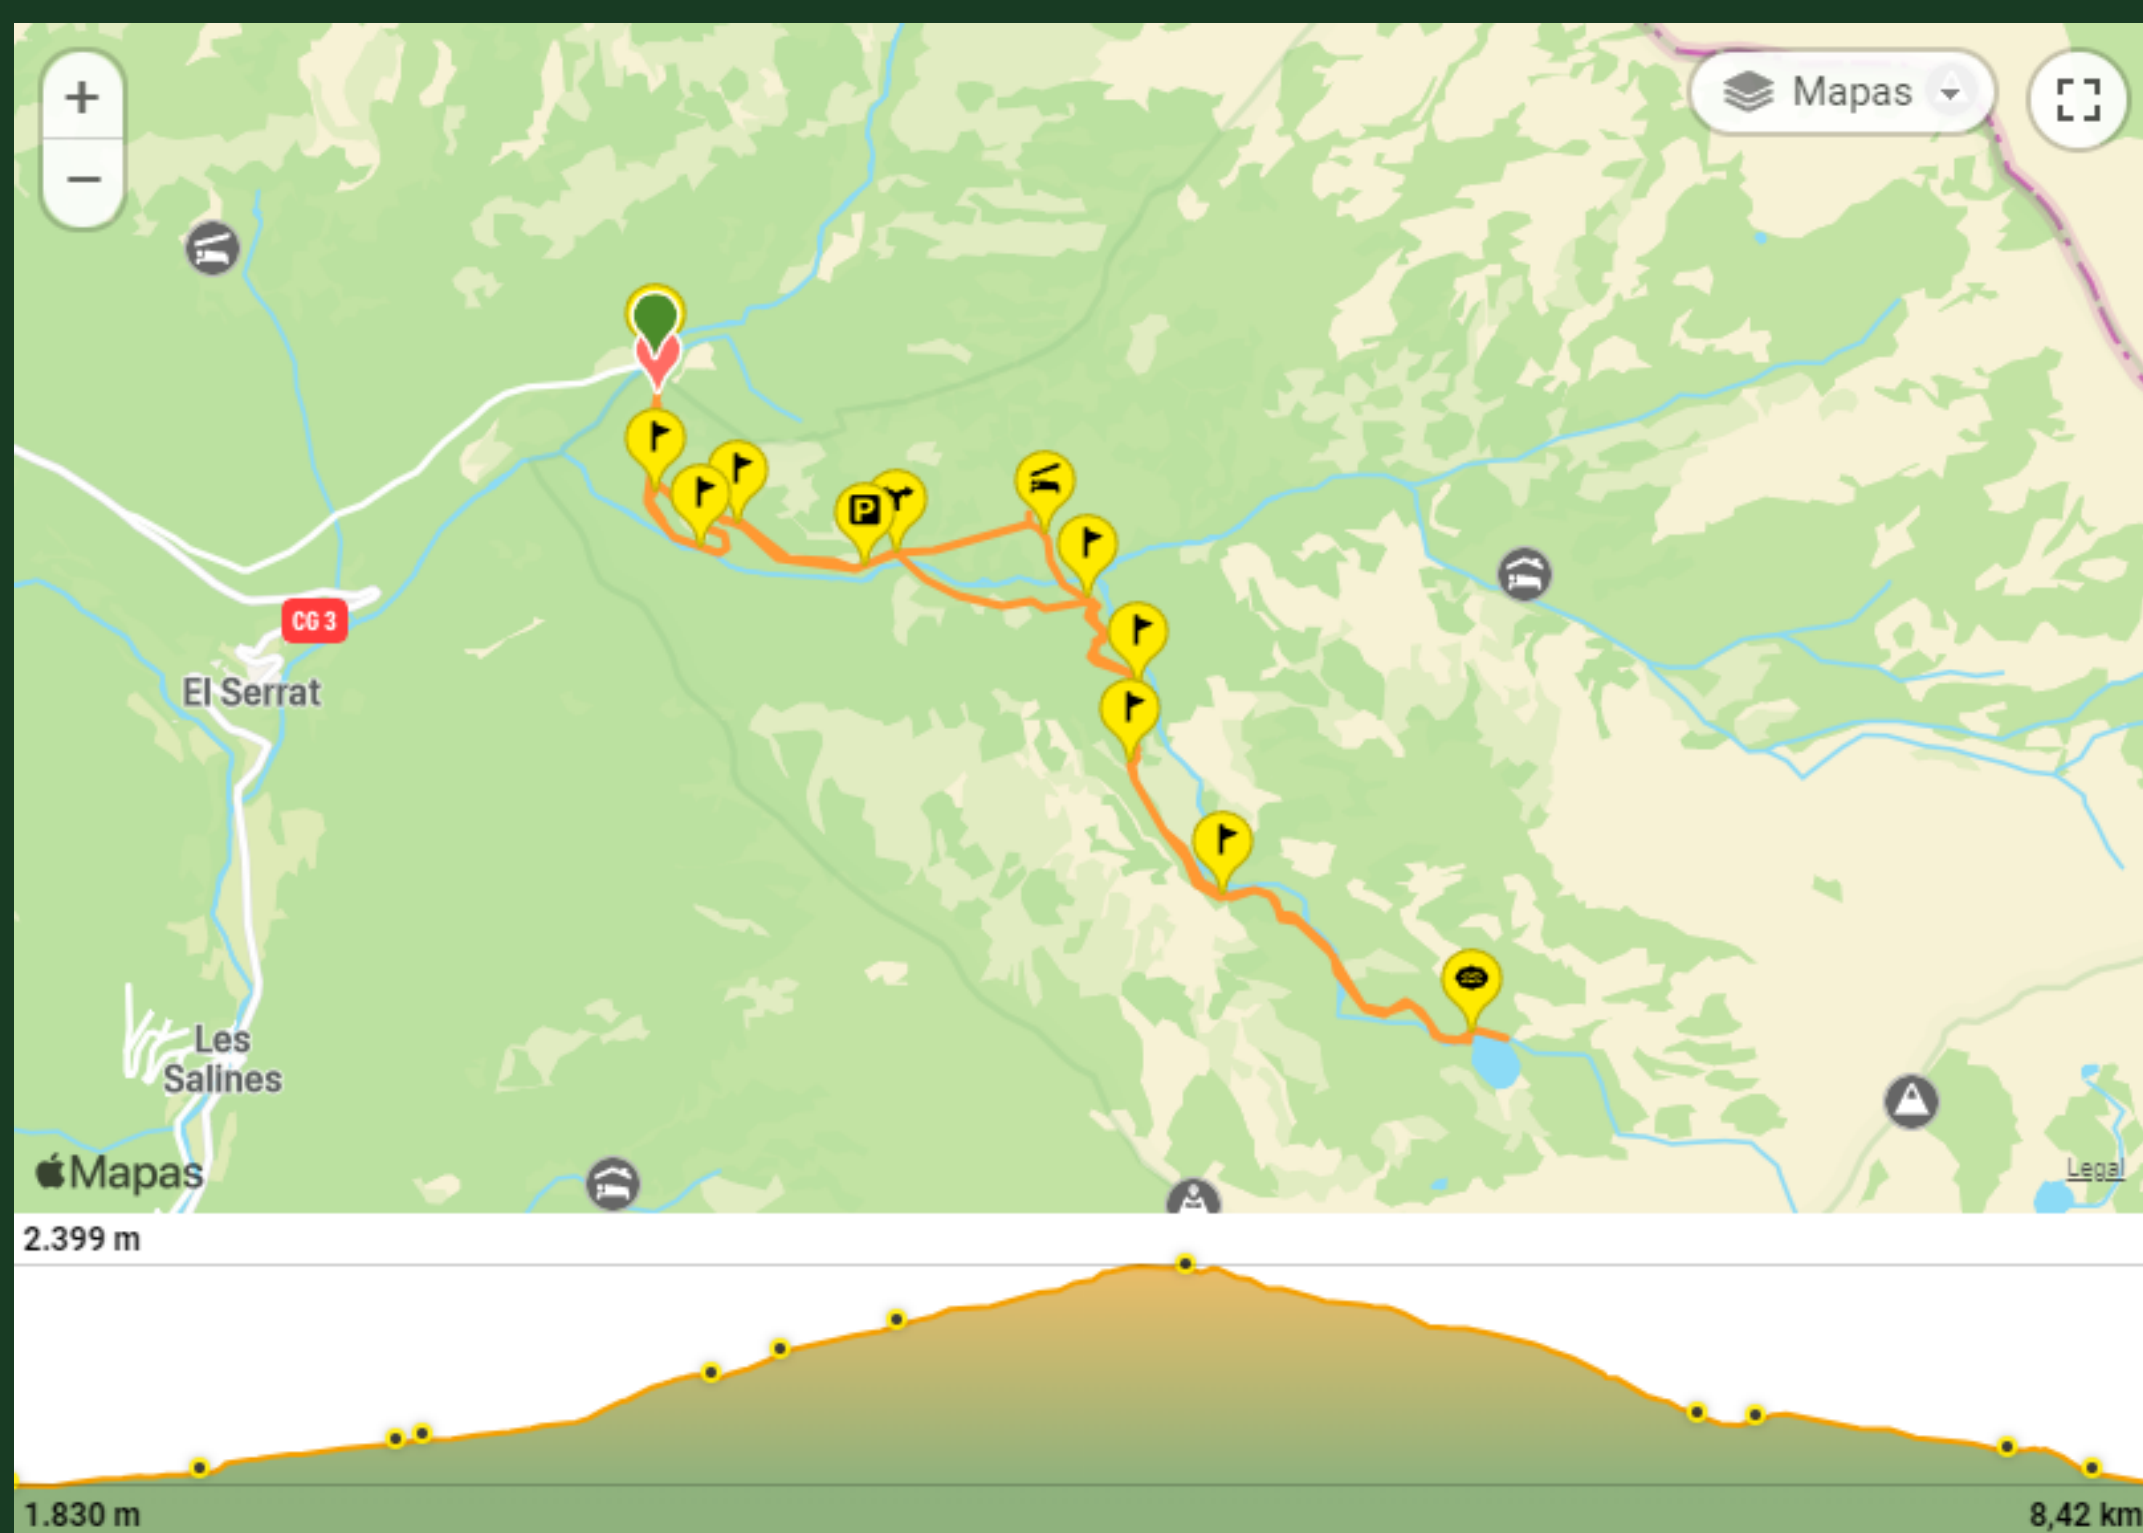 +
Mapas
−
P
CG 3
El Serrat
Les
Salines
Mapas
Legal
2.399 m
1.830 m
8,42 km